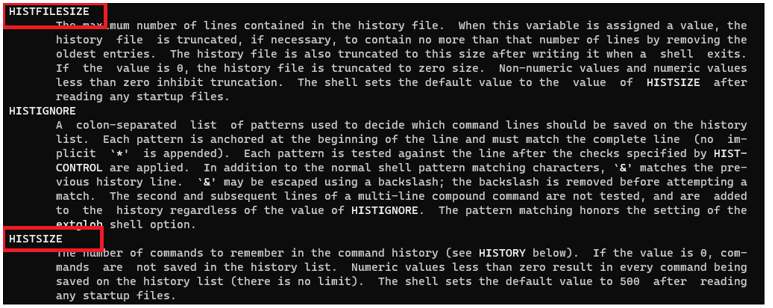 HISTFILESIZE
The maximum number of lines contained in the history file. When this variable is assigned a value, the
history file is truncated, if necessary, to contain no more than that number of lines by removing the
oldest entries. The history file is also truncated to this size after writing it when a shell exits.
If the value is 0, the history file is truncated to zero size. Non-numeric values and numeric values
less than zero inhibit truncation. The shell sets the default value to the value of HISTSIZE after
reading any startup files.
HISTIGNORE
A colon-separated list of patterns used to decide which command lines should be saved on the history
list. Each pattern is anchored at the beginning of the line and must match the complete line (no im-
plicit `*' is appended). Each pattern is tested against the line after the checks specified by HIST-
CONTROL are applied. In addition to the normal shell pattern matching characters, `&' matches the pre-
vious history line. `&' may be escaped using a backslash; the backslash is removed before attempting a
match. The second and subsequent lines of a multi-line compound command are not tested, and are added
to the history regardless of the value of HISTIGNORE. The pattern matching honors the setting of the
extglob shell option.
HISTSIZE
The number of commands to remember in the command history (see HISTORY below). If the value is 0, com-
mands are not saved in the history list. Numeric values less than zero result in every command being
saved on the history list (there is no limit). The shell sets the default value to 500 after reading
any startup files.